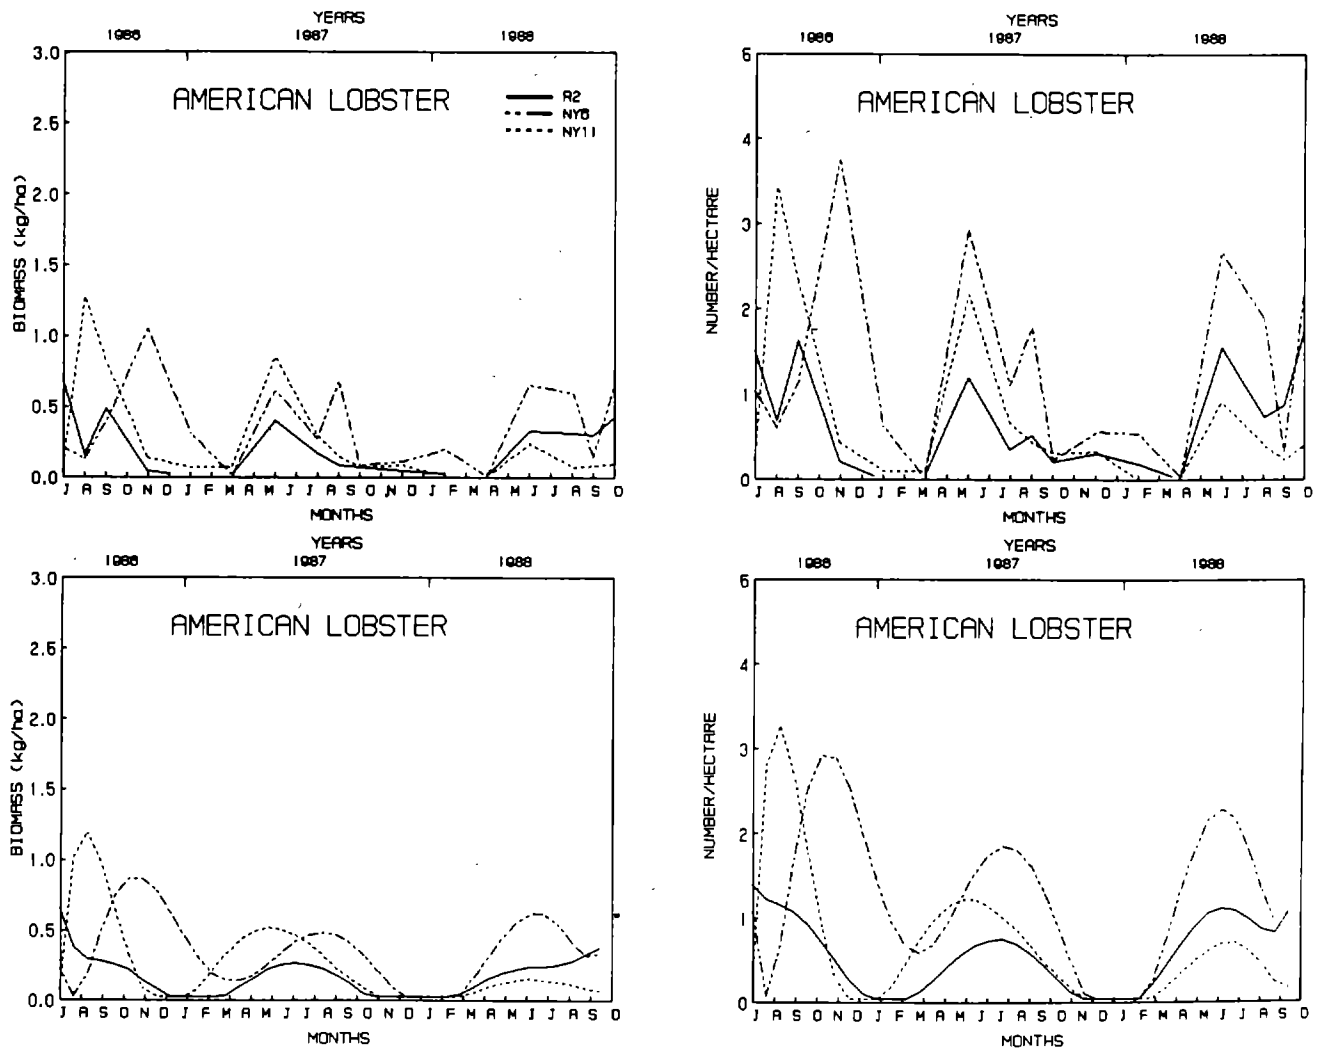 YEARS
1986 1987 1988
3.0
AMERICAN LOBSTER
R2
NY6
NY11
2.5
2.0
1.5
1.0
0.5
0.0
BIOMASS (kg/ha)
J A S O N D J F M A M J J A S O N D J F M A M J J A S O
MONTHS
YEARS
1986 1987 1988
6
AMERICAN LOBSTER
4
3
2
1
0
NUMBER/HECTARE
J A S O N D J F M A M J J A S O N D J F M A M J J A S O
MONTHS
YEARS
1986 1987 1988
3.0
AMERICAN LOBSTER
2.5
2.0
1.5
1.0
0.5
0.0
BIOMASS (kg/ha)
J A S O N D J F M A M J J A S O N D J F M A M J J A S O
MONTHS
YEARS
1986 1987 1988
6
AMERICAN LOBSTER
4
3
2
1
0
NUMBER/HECTARE
J A S O N D J F M A M J J A S O N D J F M A M J J A S O
MONTHS